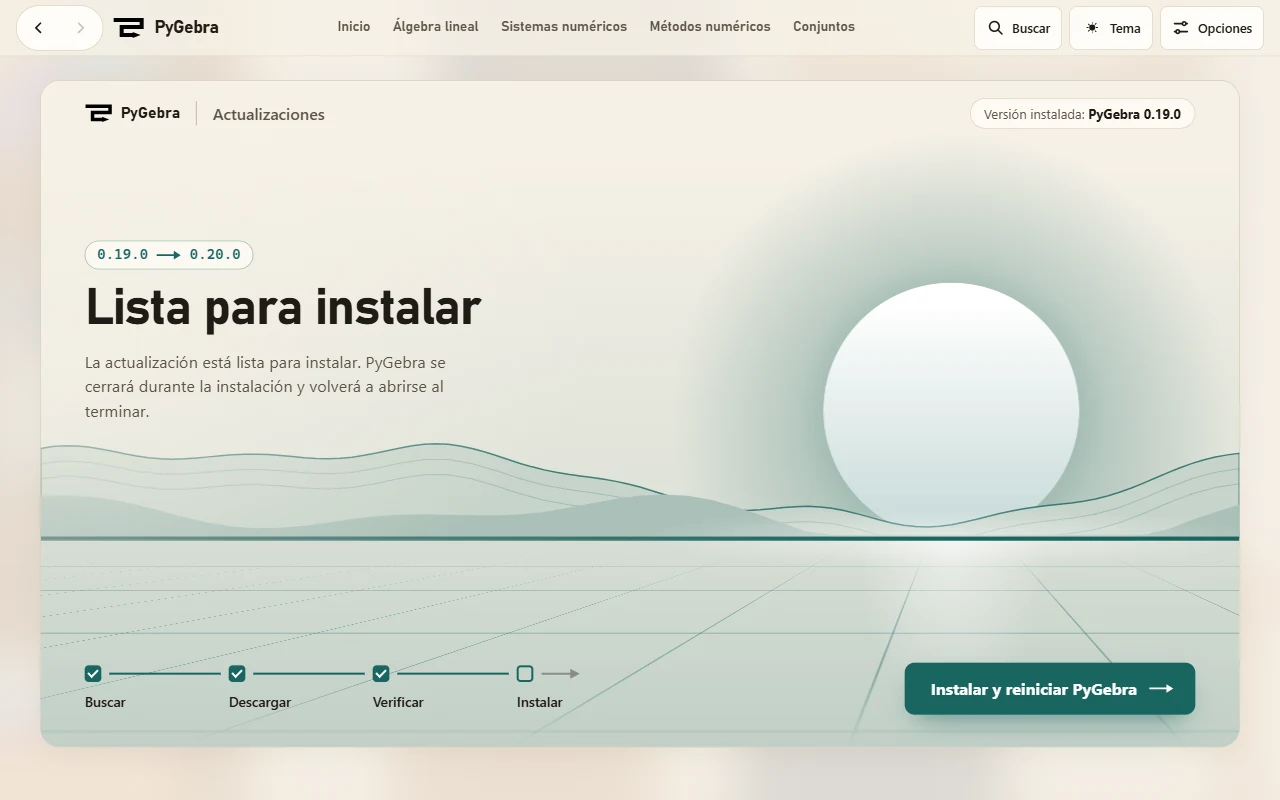 PyGebra
Inicio
Álgebra lineal
Sistemas numéricos
Métodos numéricos
Conjuntos
Buscar
Tema
Opciones
PyGebra
Actualizaciones
Versión instalada: PyGebra 0.19.0
0.19.0 → 0.20.0
Lista para instalar
La actualización está lista para instalar. PyGebra se
cerrará durante la instalación y volverá a abrirse al
terminar.
Buscar
Descargar
Verificar
Instalar
Instalar y reiniciar PyGebra →